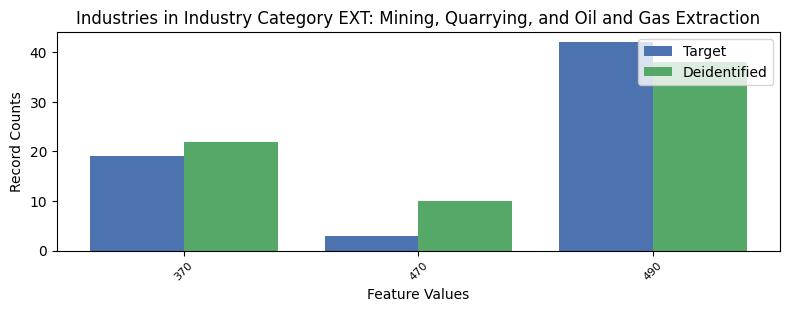 Industries in Industry Category EXT: Mining, Quarrying, and Oil and Gas Extraction
Target
Deidentified
Record Counts
40
30
20
10
0
370
470
490
Feature Values